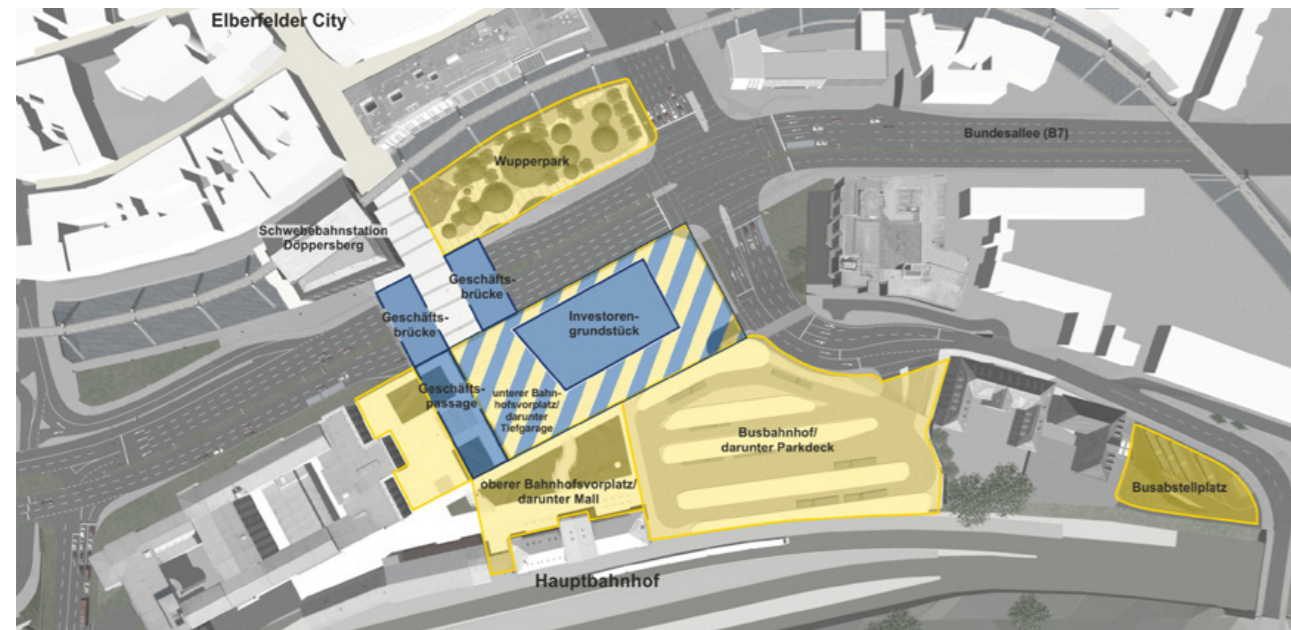 Elberfelder City
Bundesallee (B7)
Wupperpark
Schwebebahnstation
Döppersberg
Geschäfts-
brücke
Geschäfts-
brücke
Investoren-
grundstück
Geschäfts-
passage
unterer Bahn-
hofsvorplatz/
darunter
Tiefgarage
Busbahnhof/
darunter Parkdeck
oberer Bahnhofsvorplatz/
darunter Mall
Busabstellplatz
Hauptbahnhof